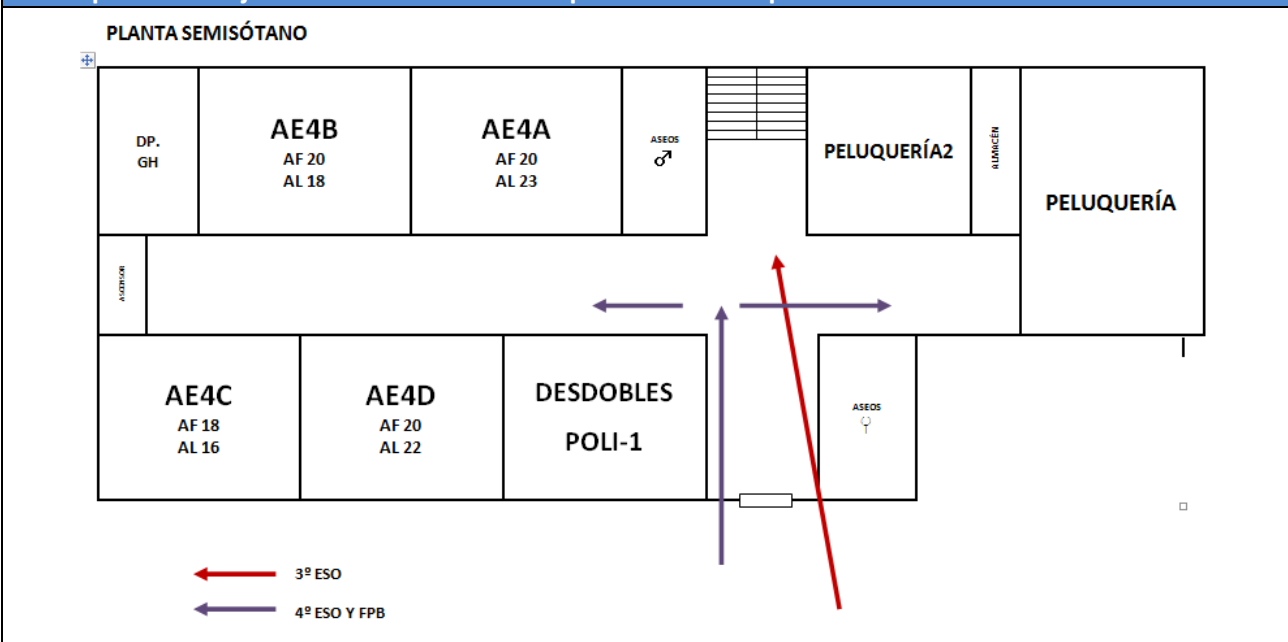 PLANTA SEMISÓTANO
DP.
GH
AE4B
AF 20
AL 18
AE4A
AF 20
AL 23
ASEOS
PELUQUERÍA2
ALMACÉN
PELUQUERÍA
ASCENSOR
AE4C
AF 18
AL 16
AE4D
AF 20
AL 22
DESDOBLES
POLI-1
ASEOS
3º ESO
4º ESO Y FPB